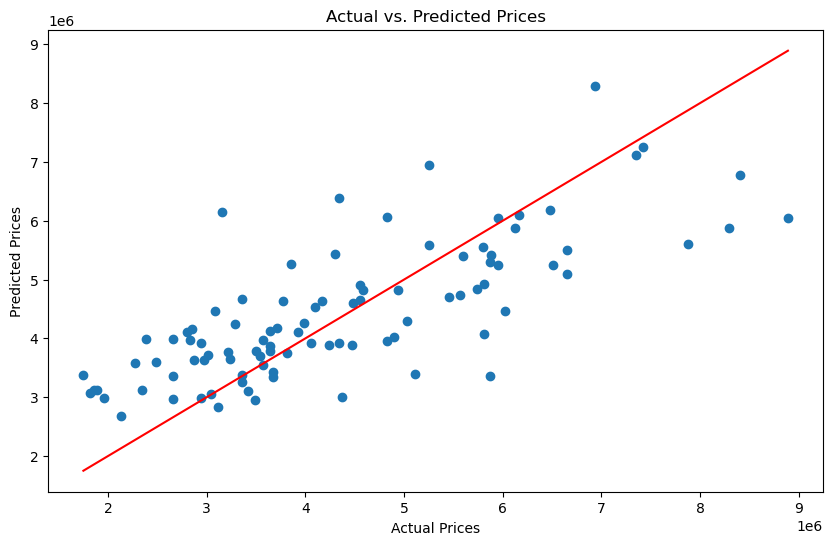 Actual vs. Predicted Prices
1e6
9
8
7
6
5
4
3
2
Predicted Prices
2 3 4 5 6 7 8 9
1e6
Actual Prices